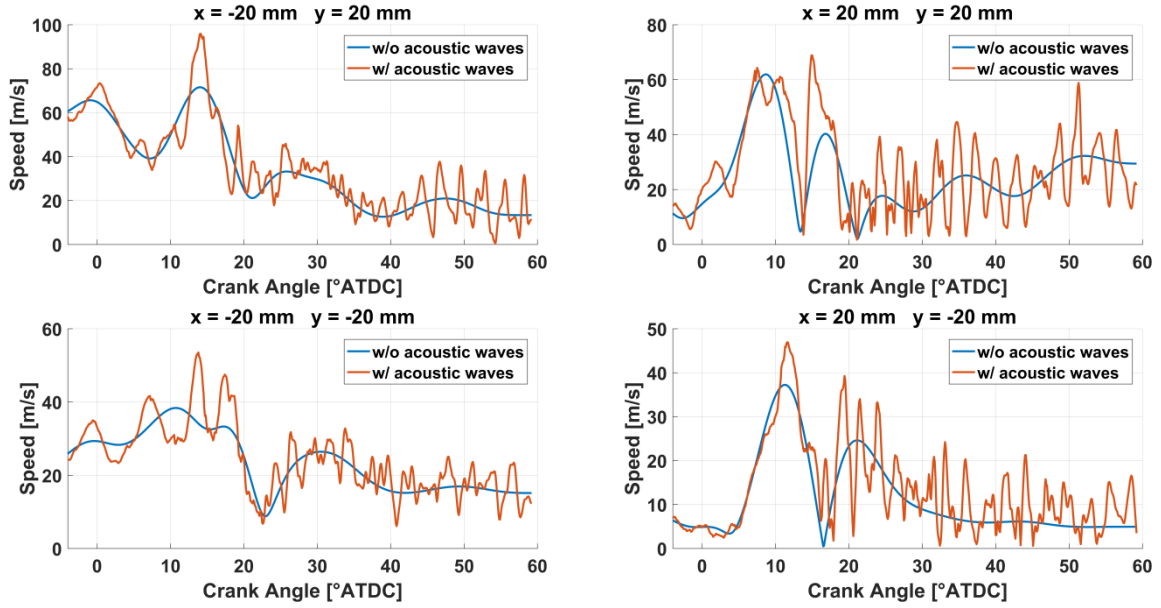 x = -20 mm   y = 20 mm
100
80
60
40
20
0
Speed [m/s]
w/o acoustic waves
w/ acoustic waves
0 10 20 30 40 50 60
Crank Angle [°ATDC]
x = 20 mm   y = 20 mm
80
60
40
20
0
Speed [m/s]
w/o acoustic waves
w/ acoustic waves
0 10 20 30 40 50 60
Crank Angle [°ATDC]
x = -20 mm   y = -20 mm
60
40
20
0
Speed [m/s]
w/o acoustic waves
w/ acoustic waves
0 10 20 30 40 50 60
Crank Angle [°ATDC]
x = 20 mm   y = -20 mm
50
40
30
20
10
0
Speed [m/s]
w/o acoustic waves
w/ acoustic waves
0 10 20 30 40 50 60
Crank Angle [°ATDC]